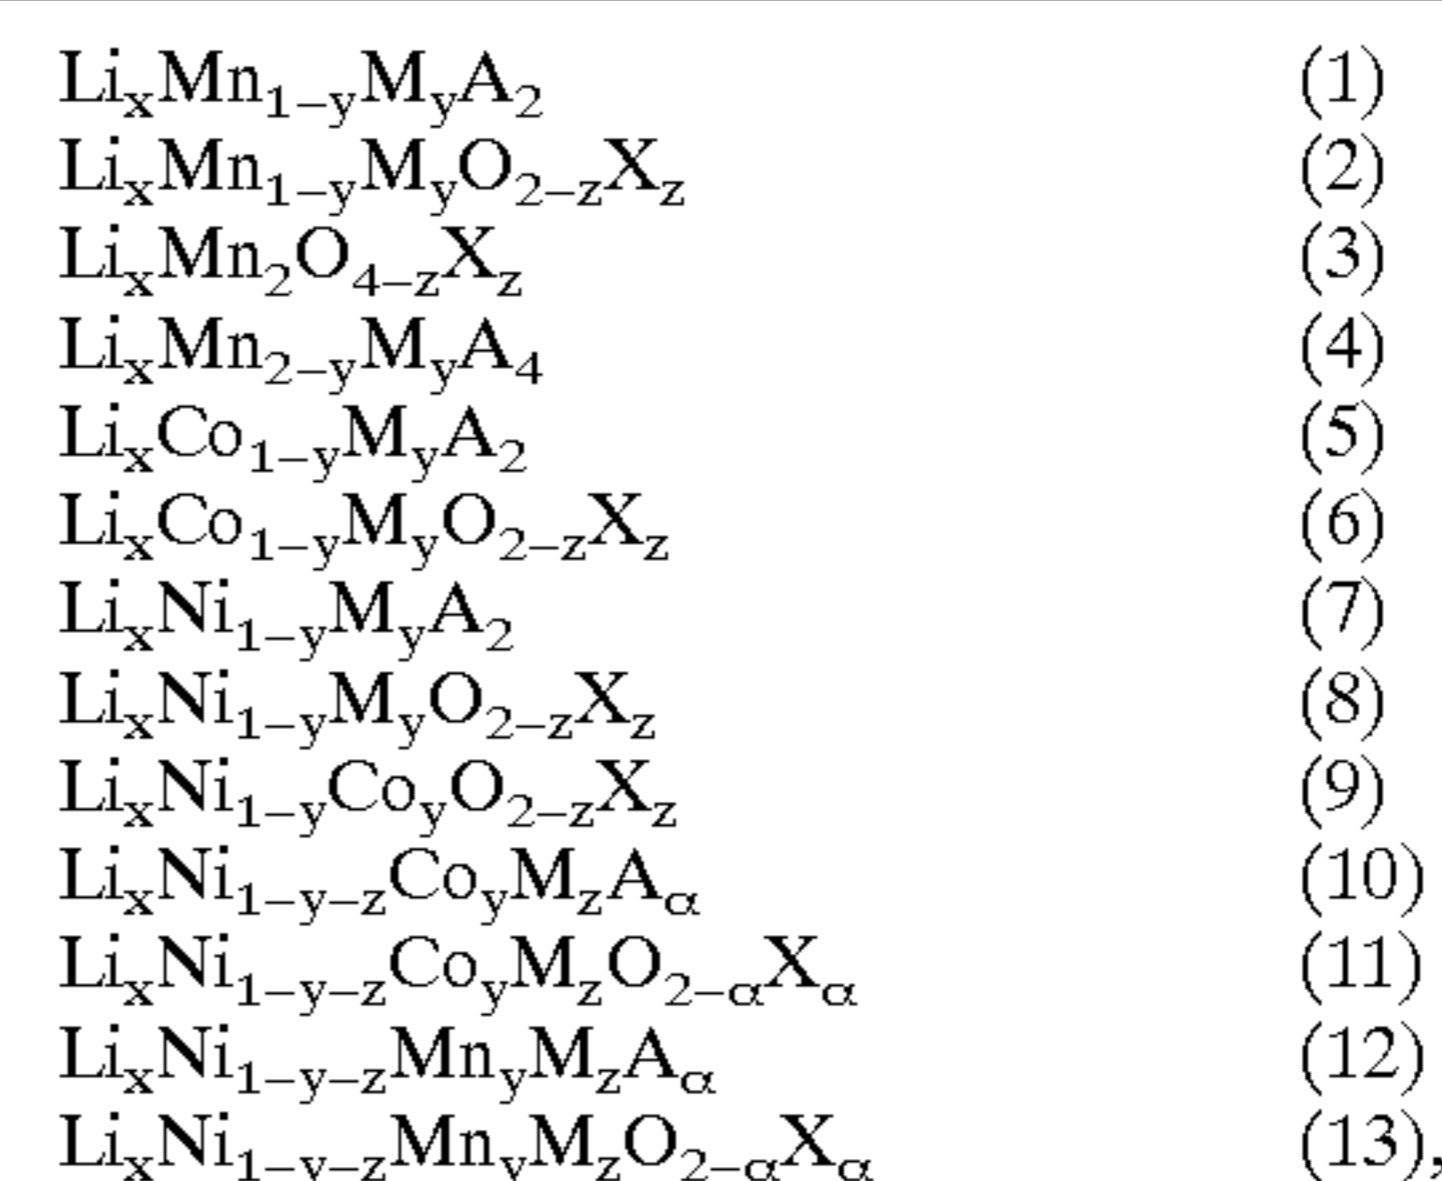 LiₓMn₁₋yMyA₂ (1)
LiₓMn₁₋yMyO₂₋zXz (2)
LiₓMn₂O₄₋zXz (3)
LiₓMn₂₋yMyA₄ (4)
LiₓCo₁₋yMyA₂ (5)
LiₓCo₁₋yMyO₂₋zXz (6)
LiₓNi₁₋yMyA₂ (7)
LiₓNi₁₋yMyO₂₋zXz (8)
LiₓNi₁₋yCoyO₂₋zXz (9)
LiₓNi₁₋y₋zCoyMzAα (10)
LiₓNi₁₋y₋zCoyMzO₂₋αXα (11)
LiₓNi₁₋y₋zMnyMzAα (12)
LiₓNi₁₋y₋zMnyMzO₂₋αXα (13),